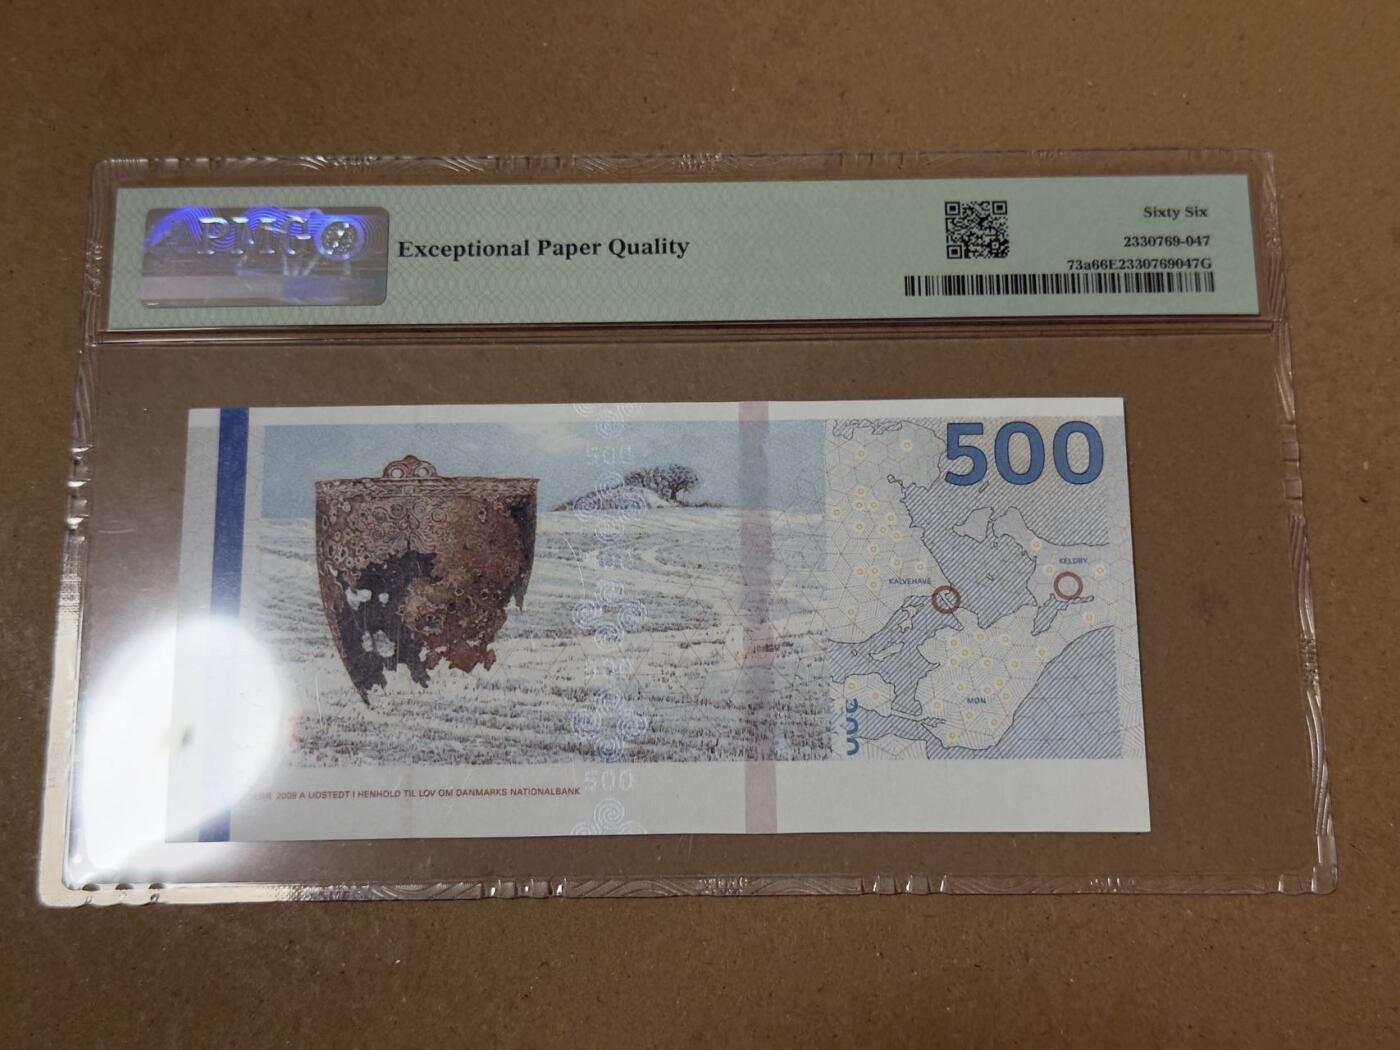 PMG
Exceptional Paper Quality
Sixty Six
2330769-047
73a66E2330769047G
500
500
KALVEHAVE
KELDBY
MØN
500
500
2009 A UDSTEDT I HENHOLD TIL LOV OM DANMARKS NATIONALBANK